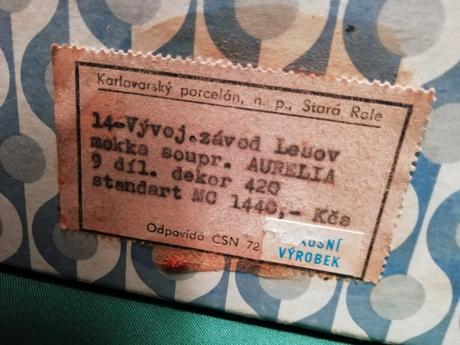 Karlovarský porcelán, n. p., Stará Role
14-Vývoj.závod Lesov
mokka soupr. AURELIA
9 díl. dekor 420
standart MC 1440,- Kčs
Odpovídá ČSN 72
VÝROBEK